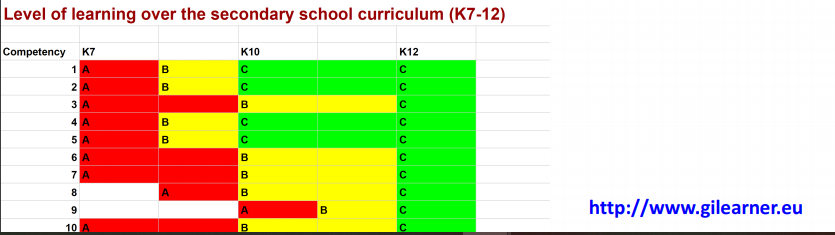 Level of learning over the secondary school curriculum (K7-12)
Competency K7 K10 K12
1 A B C C
2 A B C C
3 A B C
4 A B C C
5 A B C C
6 A B C
7 A B C
8 A B C
9 A B C
10 A B C
http://www.gilearner.eu